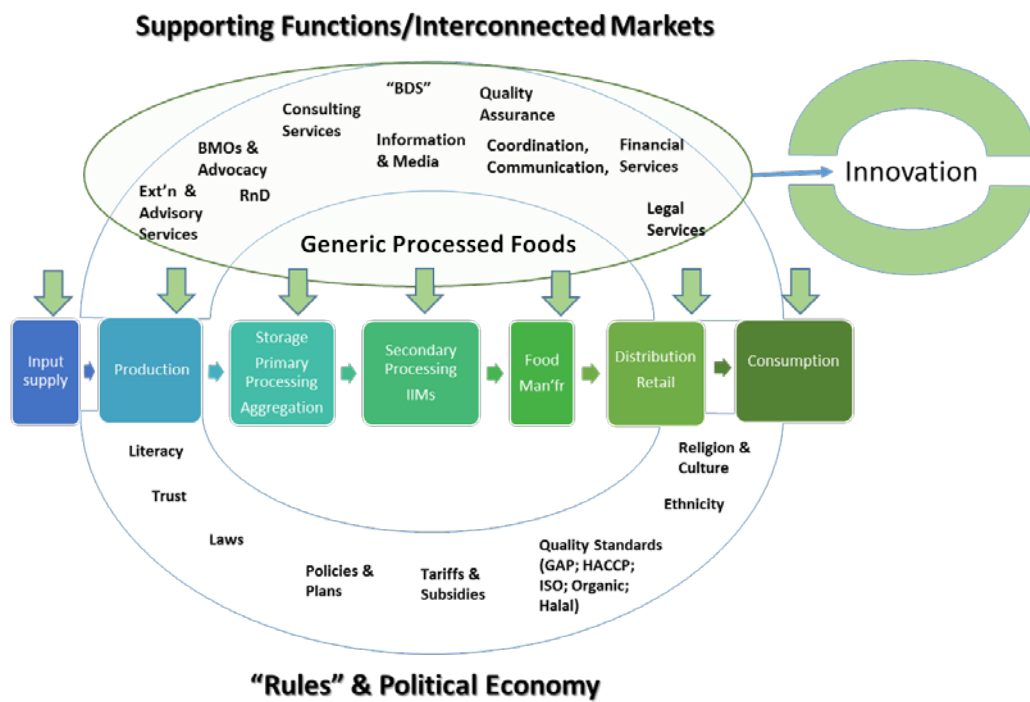 Supporting Functions/Interconnected Markets
“BDS”
Quality
Assurance
Consulting
Services
Information
& Media
Coordination,
Communication,
Financial
Services
BMOs &
Advocacy
RnD
Ext’n &
Advisory
Services
Legal
Services
Innovation
Generic Processed Foods
Input
supply
Production
Storage
Primary
Processing
Aggregation
Secondary
Processing
IIMs
Food
Man’fr
Distribution
Retail
Consumption
Literacy
Trust
Laws
Policies &
Plans
Tariffs &
Subsidies
Quality Standards
(GAP; HACCP;
ISO; Organic;
Halal)
Religion &
Culture
Ethnicity
“Rules” & Political Economy